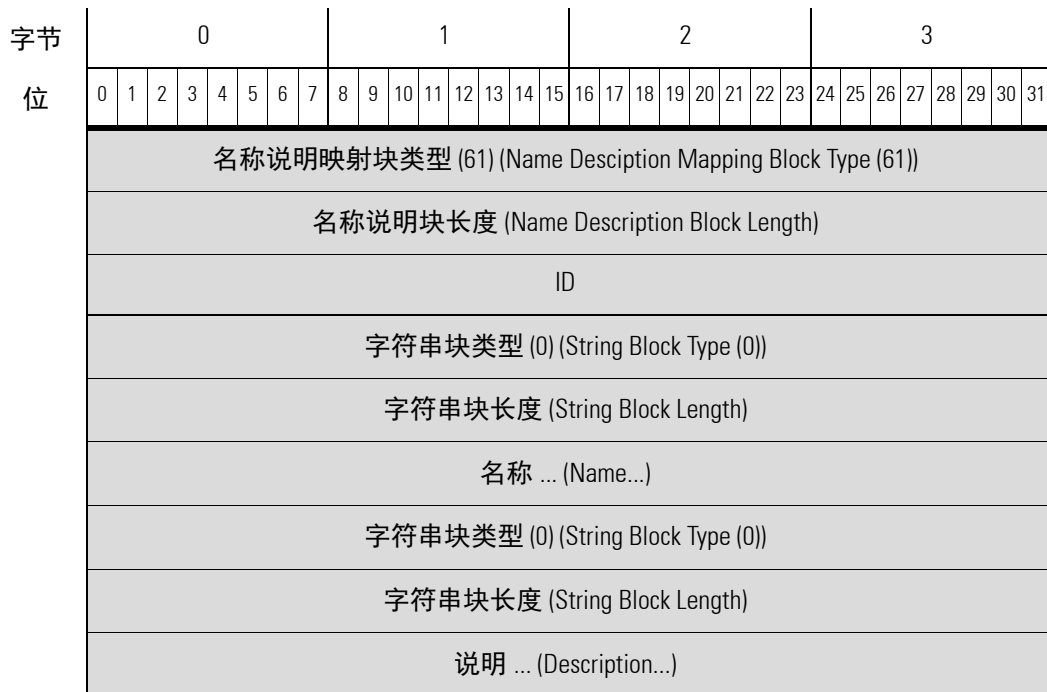 字节 0 1 2 3
位 0 1 2 3 4 5 6 7 8 9 10 11 12 13 14 15 16 17 18 19 20 21 22 23 24 25 26 27 28 29 30 31
名称说明映射块类型 (61) (Name Desciption Mapping Block Type (61))
名称说明块长度 (Name Description Block Length)
ID
字符串块类型 (0) (String Block Type (0))
字符串块长度 (String Block Length)
名称 ... (Name...)
字符串块类型 (0) (String Block Type (0))
字符串块长度 (String Block Length)
说明 ... (Description...)